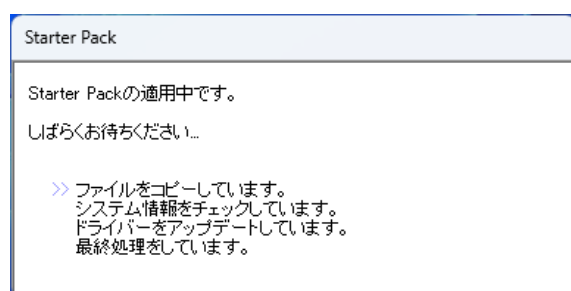 Starter Pack
Starter Packの適用中です。
しばらくお待ちください...
>> ファイルをコピーしています。
システム情報をチェックしています。
ドライバーをアップデートしています。
最終処理をしています。